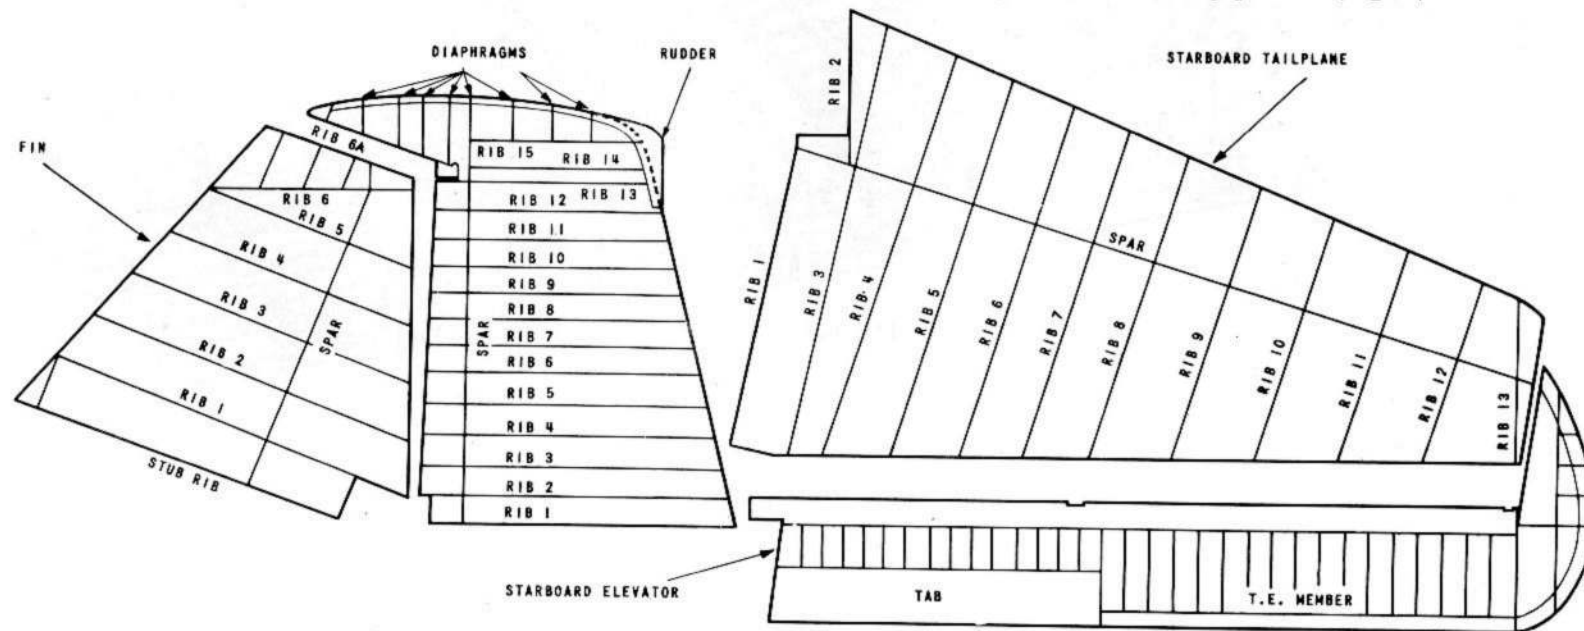 DIAPHRAGMS
RUDDER
FIN
RIB 6A
RIB 6
RIB 5
RIB 4
RIB 3
RIB 2
RIB 1
SPAR
STUB RIB
RIB 15
RIB 14
RIB 13
RIB 12
RIB 11
RIB 10
RIB 9
RIB 8
RIB 7
RIB 6
RIB 5
RIB 4
RIB 3
RIB 2
RIB 1
SPAR
STARBOARD TAILPLANE
RIB 2
RIB 1
RIB 3
RIB 4
RIB 5
RIB 6
RIB 7
RIB 8
RIB 9
RIB 10
RIB 11
RIB 12
RIB 13
SPAR
STARBOARD ELEVATOR
TAB
T.E. MEMBER